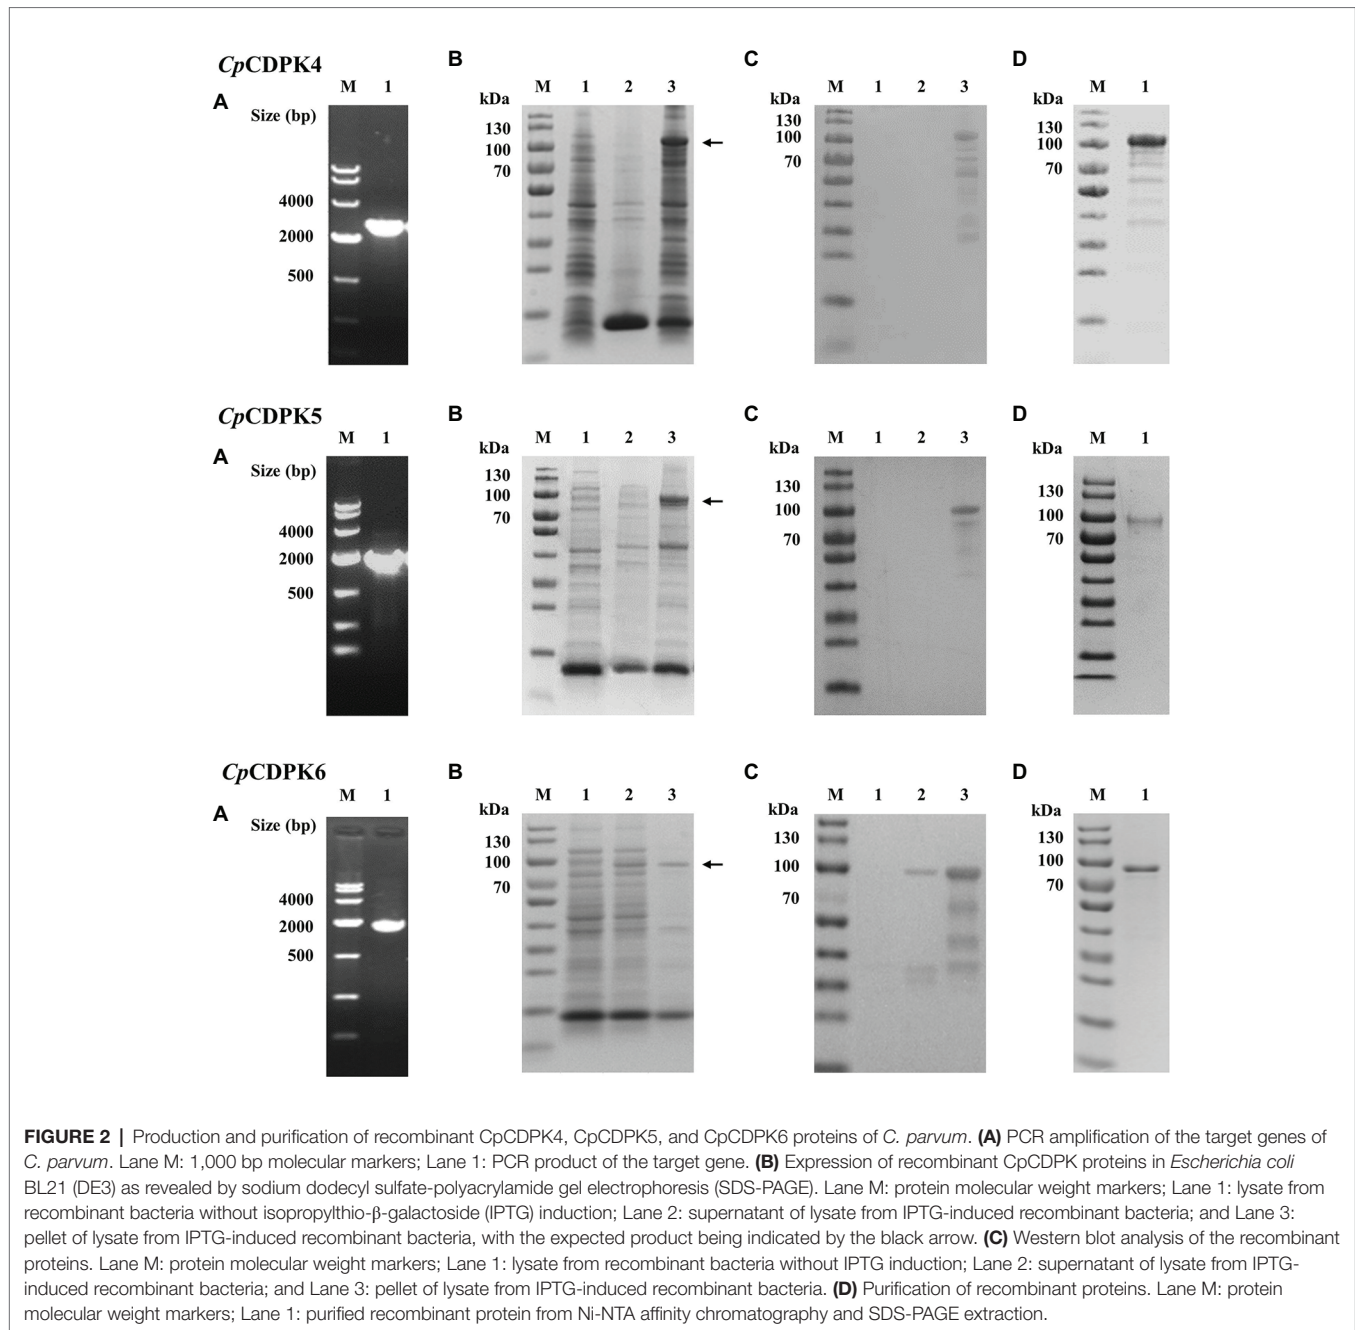 CpCDPK4
A
M 1
Size (bp)
4000
2000
500
B
M 1 2 3
kDa
130
100
70
C
M 1 2 3
kDa
130
100
70
D
M 1
kDa
130
100
70
CpCDPK5
A
M 1
Size (bp)
4000
2000
500
B
M 1 2 3
kDa
130
100
70
C
M 1 2 3
kDa
130
100
70
D
M 1
kDa
130
100
70
CpCDPK6
A
M 1
Size (bp)
4000
2000
500
B
M 1 2 3
kDa
130
100
70
C
M 1 2 3
kDa
130
100
70
D
M 1
kDa
130
100
70
FIGURE 2 | Production and purification of recombinant CpCDPK4, CpCDPK5, and CpCDPK6 proteins of C. parvum. (A) PCR amplification of the target genes of
C. parvum. Lane M: 1,000 bp molecular markers; Lane 1: PCR product of the target gene. (B) Expression of recombinant CpCDPK proteins in Escherichia coli
BL21 (DE3) as revealed by sodium dodecyl sulfate-polyacrylamide gel electrophoresis (SDS-PAGE). Lane M: protein molecular weight markers; Lane 1: lysate from
recombinant bacteria without isopropylthio-β-galactoside (IPTG) induction; Lane 2: supernatant of lysate from IPTG-induced recombinant bacteria; and Lane 3:
pellet of lysate from IPTG-induced recombinant bacteria, with the expected product being indicated by the black arrow. (C) Western blot analysis of the recombinant
proteins. Lane M: protein molecular weight markers; Lane 1: lysate from recombinant bacteria without IPTG induction; Lane 2: supernatant of lysate from IPTG-
induced recombinant bacteria; and Lane 3: pellet of lysate from IPTG-induced recombinant bacteria. (D) Purification of recombinant proteins. Lane M: protein
molecular weight markers; Lane 1: purified recombinant protein from Ni-NTA affinity chromatography and SDS-PAGE extraction.